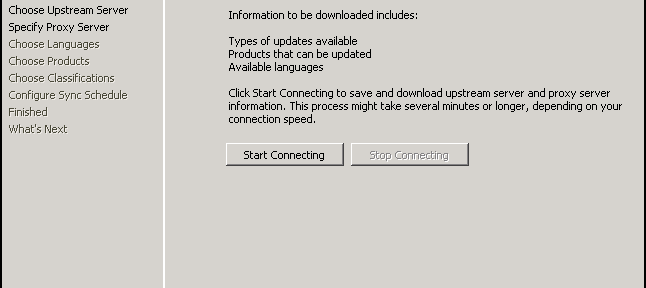 Choose Upstream Server
Specify Proxy Server
Choose Languages
Choose Products
Choose Classifications
Configure Sync Schedule
Finished
What's Next
Information to be downloaded includes:
Types of updates available
Products that can be updated
Available languages
Click Start Connecting to save and download upstream server and proxy server
information. This process might take several minutes or longer, depending on your
connection speed.
Start Connecting
Stop Connecting